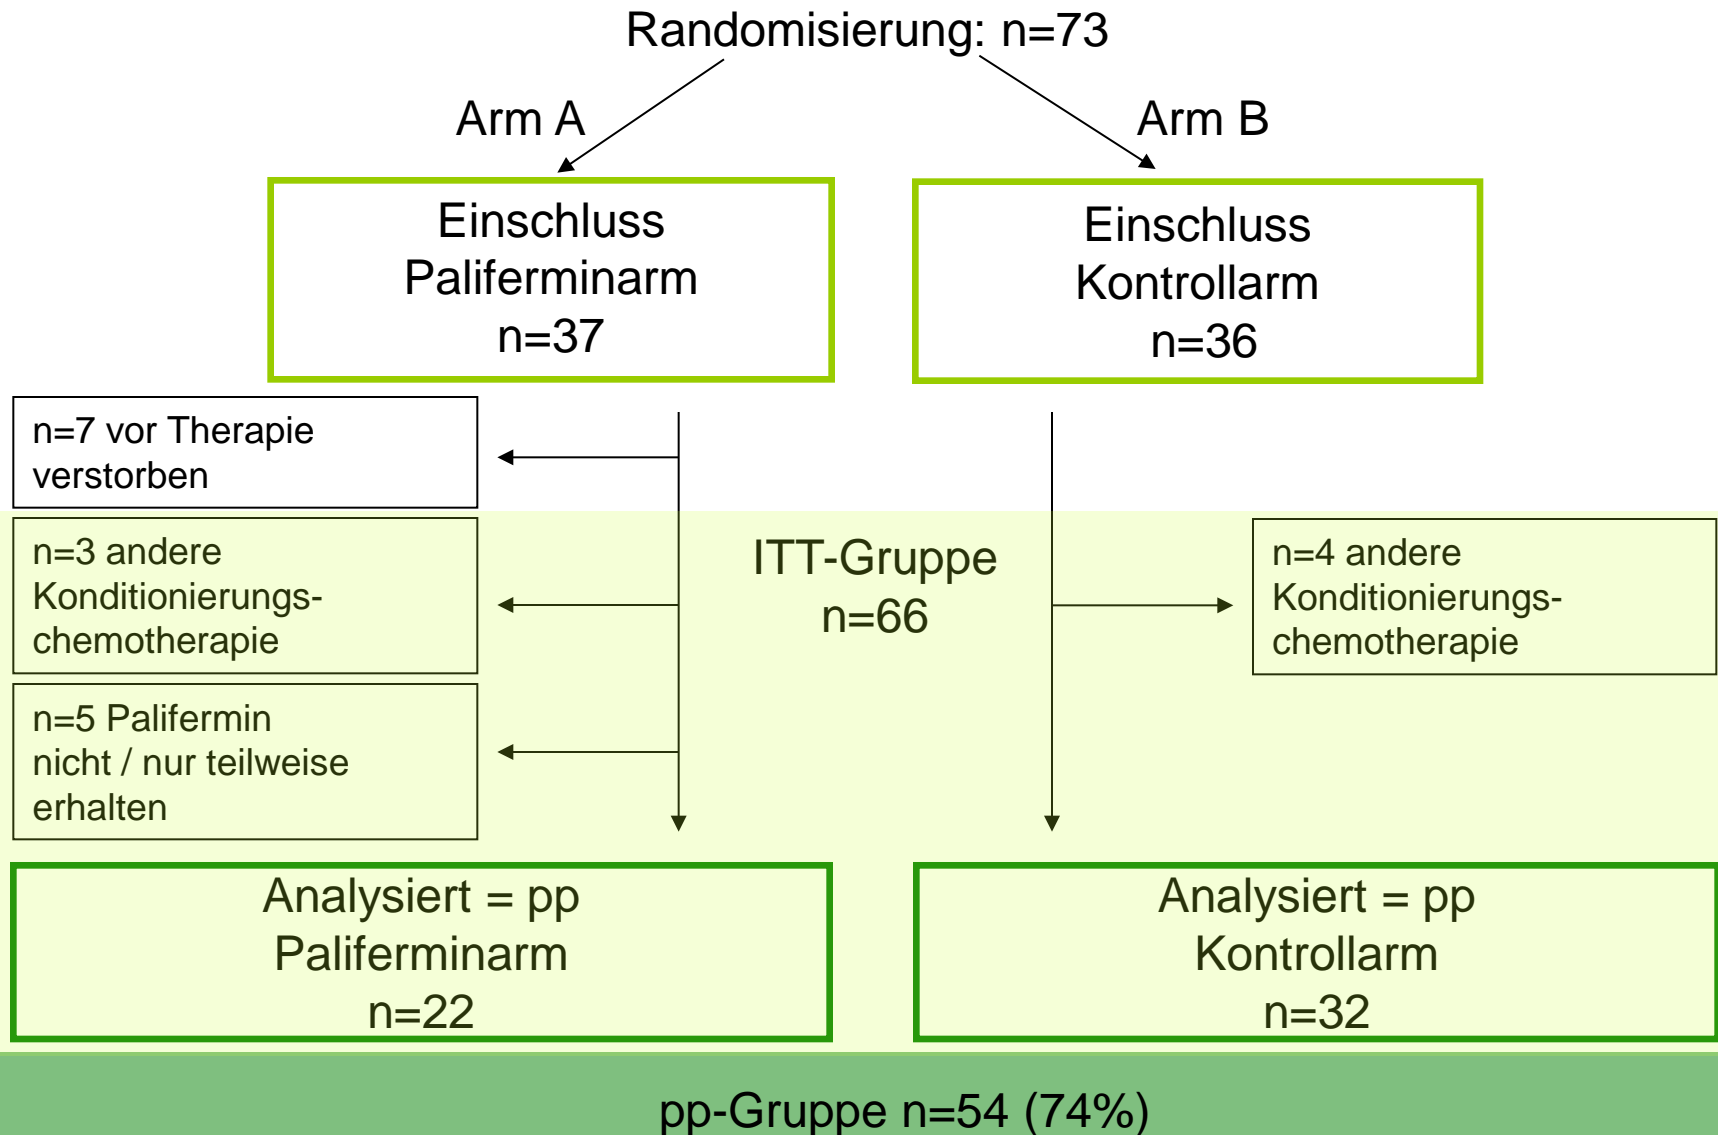 Randomisierung: n=73
Arm A
Arm B
Einschluss
Paliferminarm
n=37
Einschluss
Kontrollarm
n=36
n=7 vor Therapie
verstorben
n=3 andere
Konditionierungs-
chemotherapie
ITT-Gruppe
n=66
n=4 andere
Konditionierungs-
chemotherapie
n=5 Palifermin
nicht / nur teilweise
erhalten
Analysiert = pp
Paliferminarm
n=22
Analysiert = pp
Kontrollarm
n=32
pp-Gruppe n=54 (74%)